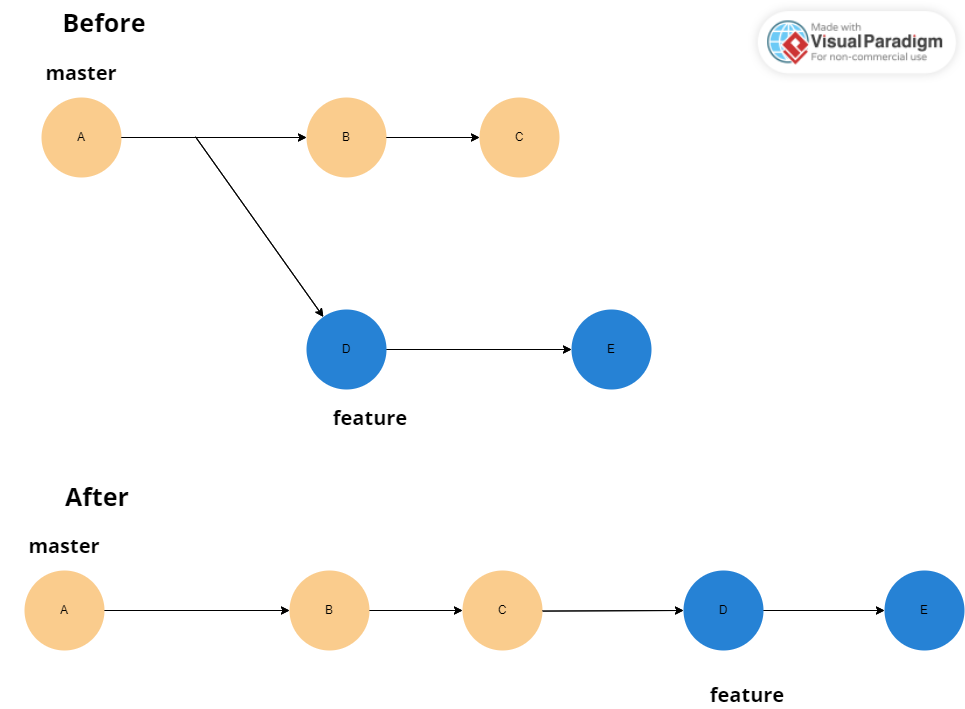 Before
Made with
Visual Paradigm
For non-commercial use
master
A
B
C
D
E
feature
After
master
A
B
C
D
E
feature